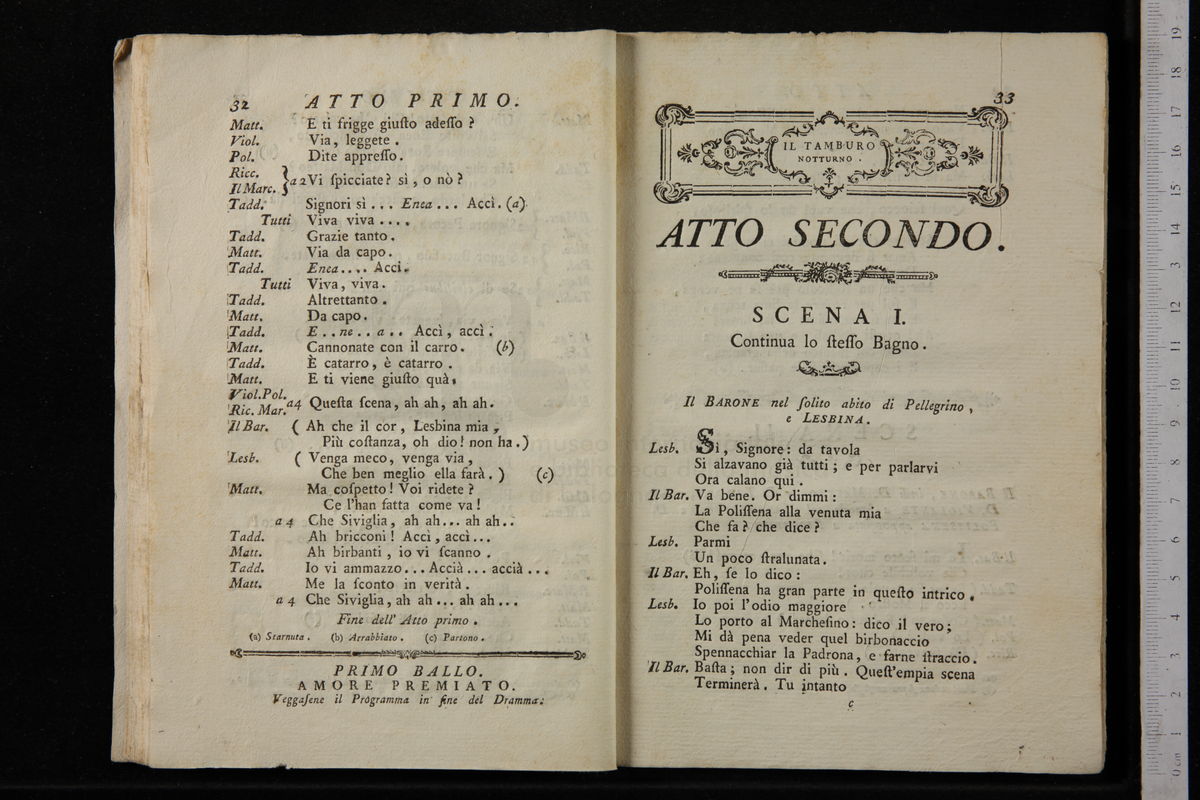 32 ATTO PRIMO.
Matt. E ti frigge giuſto adeſſo ?
Viol. Via, leggete .
Pol. Dite appreſſo.
Ricc.
Il Marc. } a 2 Vi ſpicciate? sì , o nò ?
Tadd. Signori sì . . . Enea . . . Accì. (a)
Tutti Viva viva . . . .
Tadd. Grazie tanto .
Matt. Via da capo.
Tadd. Enea . . . . Accì.
Tutti Viva, viva.
Tadd. Altrettanto .
Matt. Da capo.
Tadd. E . . ne . . a . . Accì , accì .
Matt. Cannonate con il carro. (b)
Tadd. È catarro, è catarro .
Matt. E ti viene giuſto quà.
Viol. Pol.
Ric. Mar. a4 Queſta ſcena, ah ah, ah ah.
Il Bar. ( Ah che il cor, Lesbina mia ,
Più coſtanza, oh dio! non ha .)
Lesb. ( Venga meco, venga via ,
Che ben meglio ella farà. ) (c)
Matt. Ma coſpetto ! Voi ridete ?
Ce l'han fatta come va !
a 4 Che Siviglia, ah ah... ah ah..
Tadd. Ah bricconi ! Accì, accì...
Matt. Ah birbanti , io vi ſcanno .
Tadd. Io vi ammazzo... Accià ... accià ...
Matt. Me la ſconto in verità .
a 4 Che Siviglia, ah ah ... ah ah...
Fine dell' Atto primo .
(a) Starnuta . (b) Arrabbiato . (c) Partono .
PRIMO BALLO.
AMORE PREMIATO.
Veggaſene il Programma in fine del Dramma.
33
IL TAMBURO
NOTTURNO .
ATTO SECONDO.
SCENA I.
Continua lo ſteſſo Bagno .
Il BARONE nel ſolito abito di Pellegrino ,
e LESBINA .
Lesb. Sì, Signore : da tavola
Si alzavano già tutti ; e per parlarvi
Ora calano qui .
Il Bar. Va bene. Or dimmi :
La Poliſſena alla venuta mia
Che fa? che dice ?
Lesb. Parmi
Un poco ſtralunata.
Il Bar. Eh, ſe lo dico :
Poliſſena ha gran parte in queſto intrico .
Lesb. Io poi l'odio maggiore
Lo porto al Marcheſino : dico il vero ;
Mi dà pena veder quel birbonaccio
Spennacchiar la Padrona, e farne ſtraccio.
Il Bar. Baſta ; non dir di più . Queſt'empia scena
Terminerà . Tu intanto
c